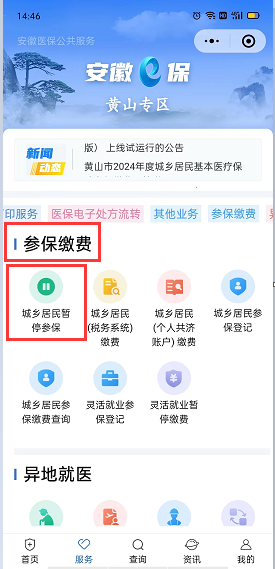 14:46
安徽医保公共服务
安徽e保
黄山专区
新闻
动态
版）上线试运行的公告
黄山市2024年度城乡居民基本医疗保
印服务 医保电子处方流转 其他业务 参保缴费
参保缴费
城乡居民暂
停参保
城乡居民
(税务系统)
缴费
城乡居民
(个人共济
账户) 缴费
城乡居民参
保登记
城乡居民参
保缴费查询
灵活就业参
保登记
灵活就业暂
停缴费
异地就医
首页
服务
查询
资讯
我的